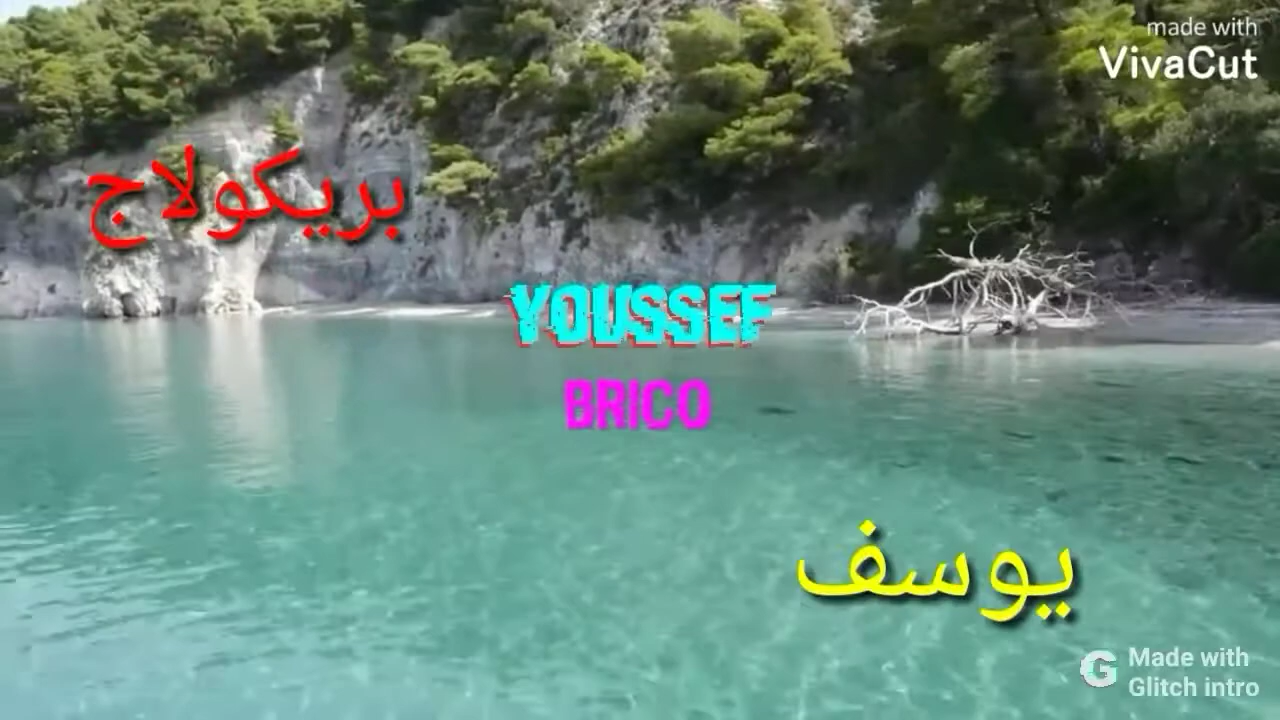 made with
VivaCut
بريكولاج
YOUSSEF
BRICO
يوسف
Made with
Glitch intro